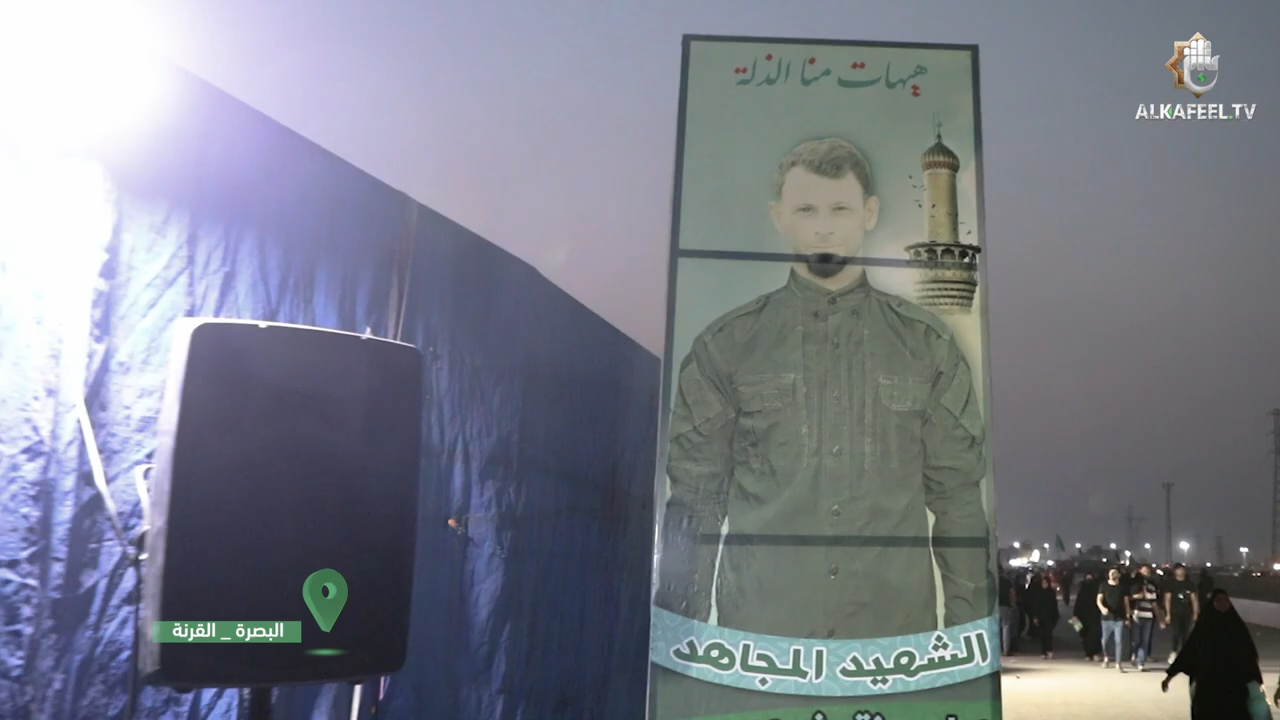 هيهات منا الذلة
ALKAFEEL.TV
البصرة _ القرنة
الشهيد المجاهد